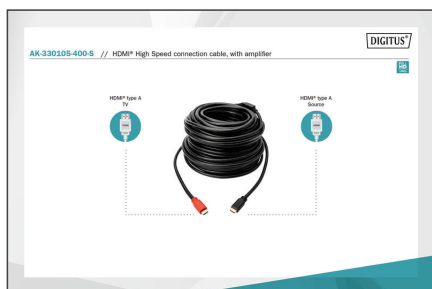 DIGITUS®
AK-330105-400-S // HDMI® High Speed connection cable, with amplifier
HDMI® type A
TV
HDMI® type A
Source